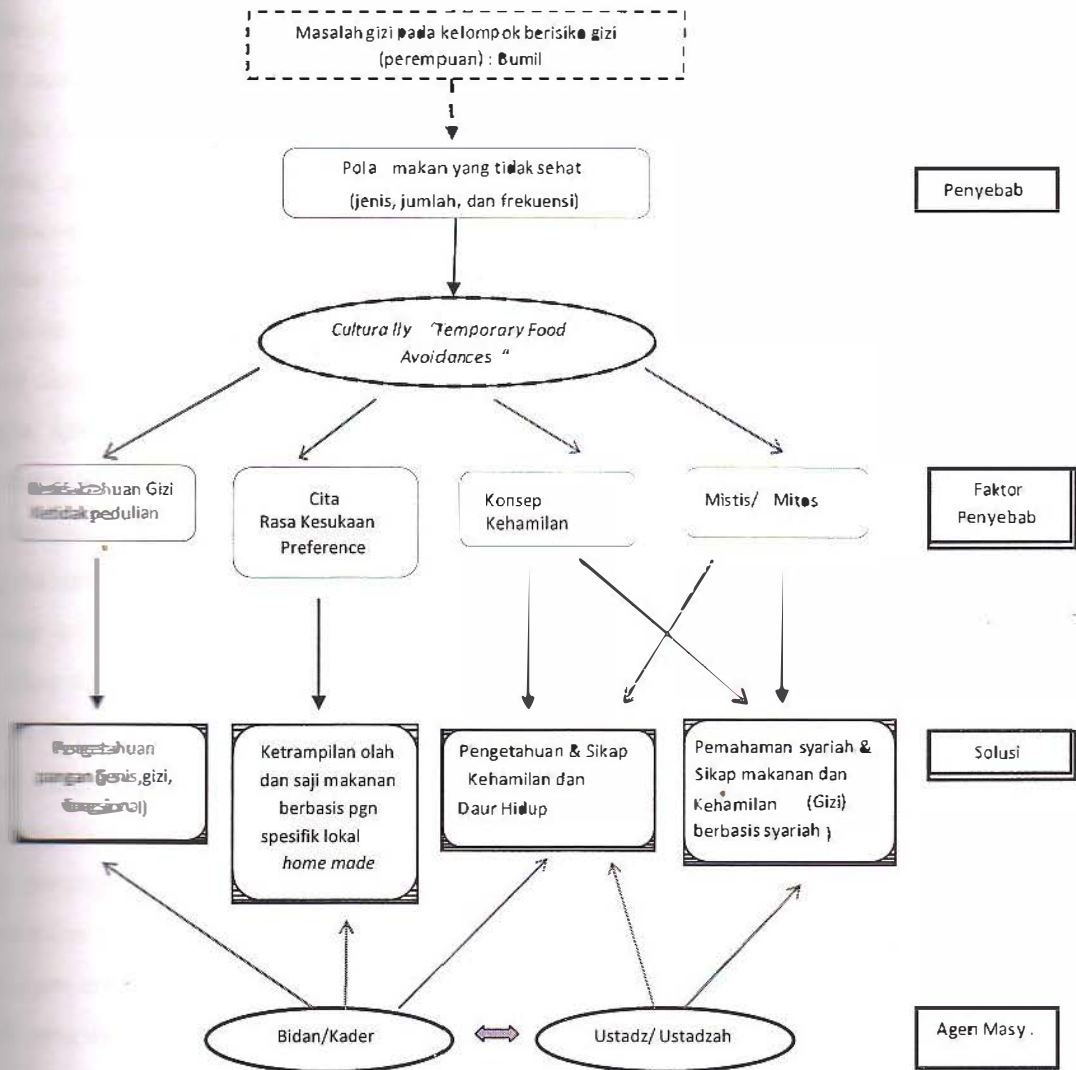 Masalah gizi pada kelompok berisiko gizi
(perempuan) : Bumil
Pola makan yang tidak sehat
(jenis, jumlah, dan frekuensi)
Penyebab
Culturally "Temporary Food
Avoidances "
Gizi
Cita
Rasa Kesukaan
Preference
Konsep
Kehamilan
Mistis/ Mitos
Faktor
Penyebab
Pengetahuan
gizi,
Ketrampilan olah
dan saji makanan
berbasis pgn
spesifik lokal
home made
Pengetahuan & Sikap
Kehamilan dan
Daur Hidup
Pemahaman syariah &
Sikap makanan dan
Kehamilan (Gizi)
berbasis syariah )
Solusi
Bidan/Kader
Ustadz/ Ustadzah
Agen Masy .